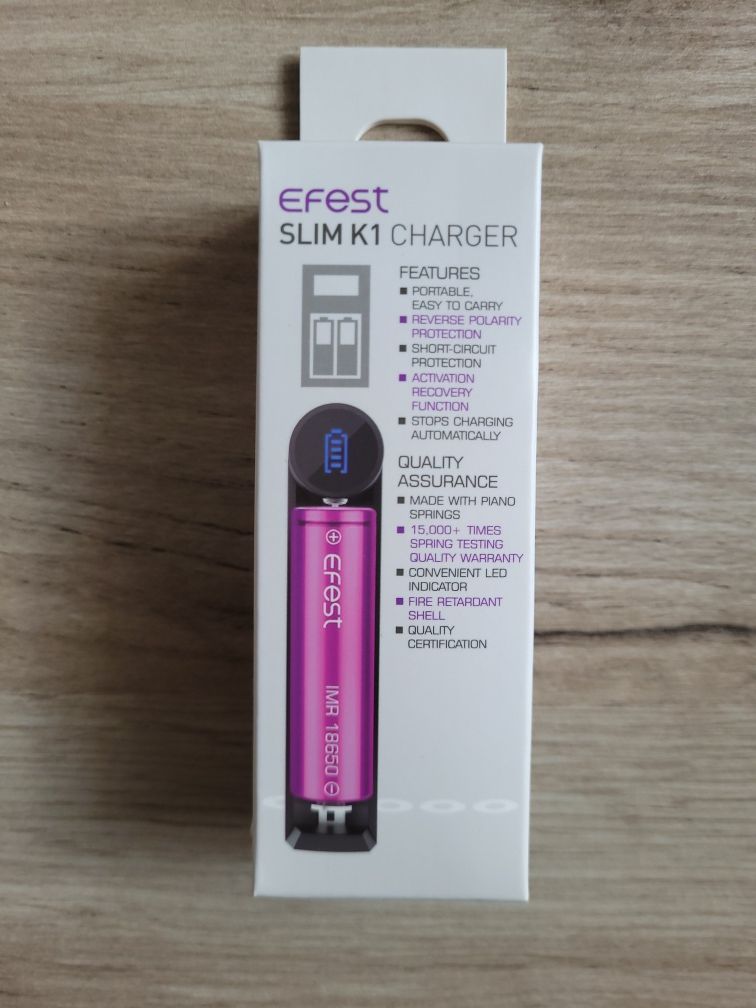 EFEST
SLIM K1 CHARGER
FEATURES
■ PORTABLE,
EASY TO CARRY
■ REVERSE POLARITY
PROTECTION
■ SHORT-CIRCUIT
PROTECTION
■ ACTIVATION
RECOVERY
FUNCTION
■ STOPS CHARGING
AUTOMATICALLY
QUALITY
ASSURANCE
■ MADE WITH PIANO
SPRINGS
■ 15,000+ TIMES
SPRING TESTING
QUALITY WARRANTY
■ CONVENIENT LED
INDICATOR
■ FIRE RETARDANT
SHELL
■ QUALITY
CERTIFICATION
⊕ EFEST
IMR 18650 ⊖